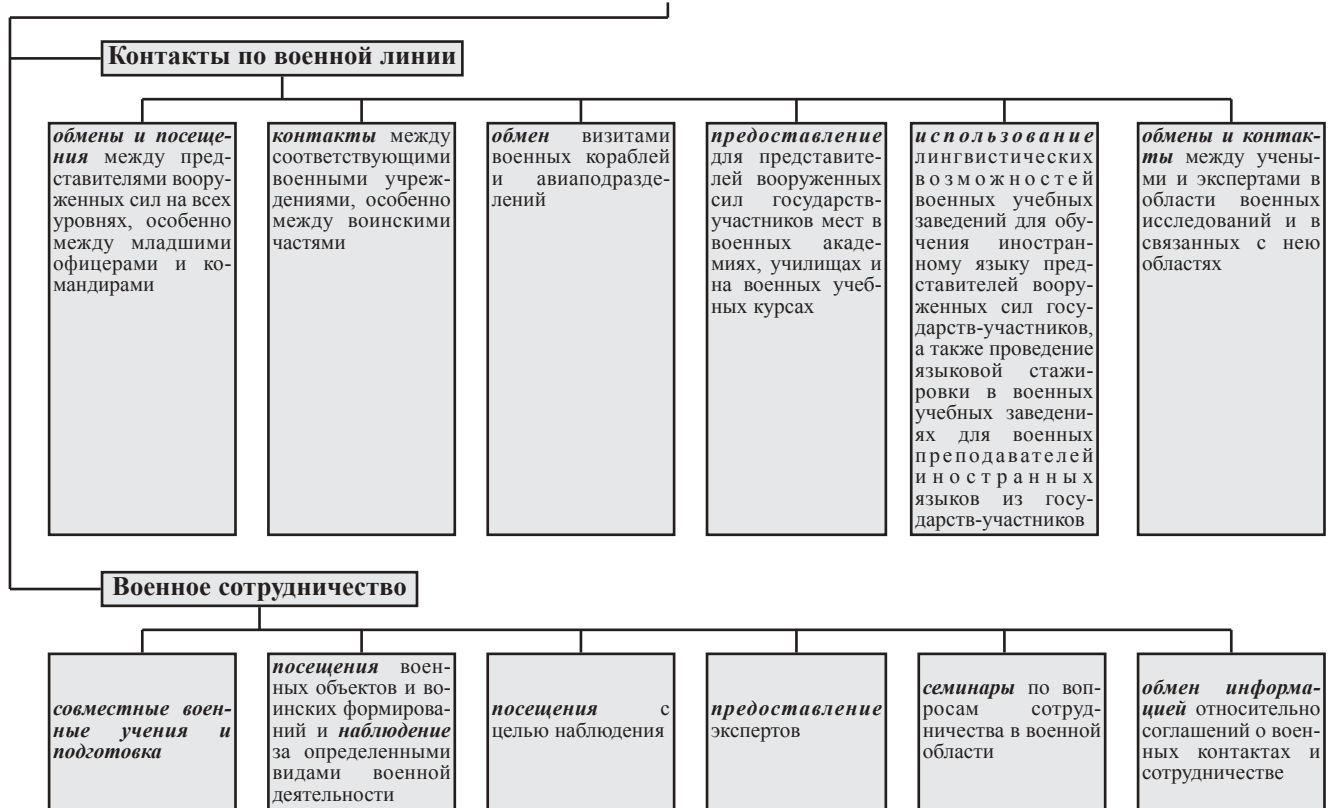 Контакты по военной линии
обмены и посеще-
ния между пред-
ставителями воору-
женных сил на всех
уровнях, особенно
между младшими
офицерами и ко-
мандирами
контакты между
соответствующими
военными учреж-
дениями, особенно
между воинскими
частями
обмен визитами
военных кораблей
и авиаподразде-
лений
предоставление
для представите-
лей вооруженных
сил государств-
участников мест в
военных акаде-
миях, училищах и
на военных учеб-
ных курсах
использование
лингвистических
возможностей
военных учебных
заведений для обу-
чения иностран-
ному языку пред-
ставителей воору-
женных сил госу-
дарств-участников,
а также проведение
языковой стажи-
ровки в военных
учебных заведени-
ях для военных
преподавателей
иностранных
языков из госу-
дарств-участников
обмены и контак-
ты между учены-
ми и экспертами в
области военных
исследований и в
связанных с нею
областях
Военное сотрудничество
совместные воен-
ные учения и
подготовка
посещения воен-
ных объектов и во-
инских формирова-
ний и наблюдение
за определенными
видами военной
деятельности
посещения с
целью наблюдения
предоставление
экспертов
семинары по воп-
росам сотруд-
ничества в военной
области
обмен информа-
цией относительно
соглашений о воен-
ных контактах и
сотрудничестве